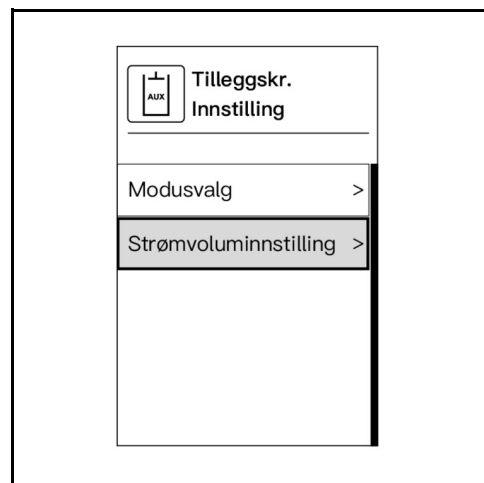 AUX
Tilleggskr.
Innstilling
Modusvalg >
Strømvoluminnstilling >